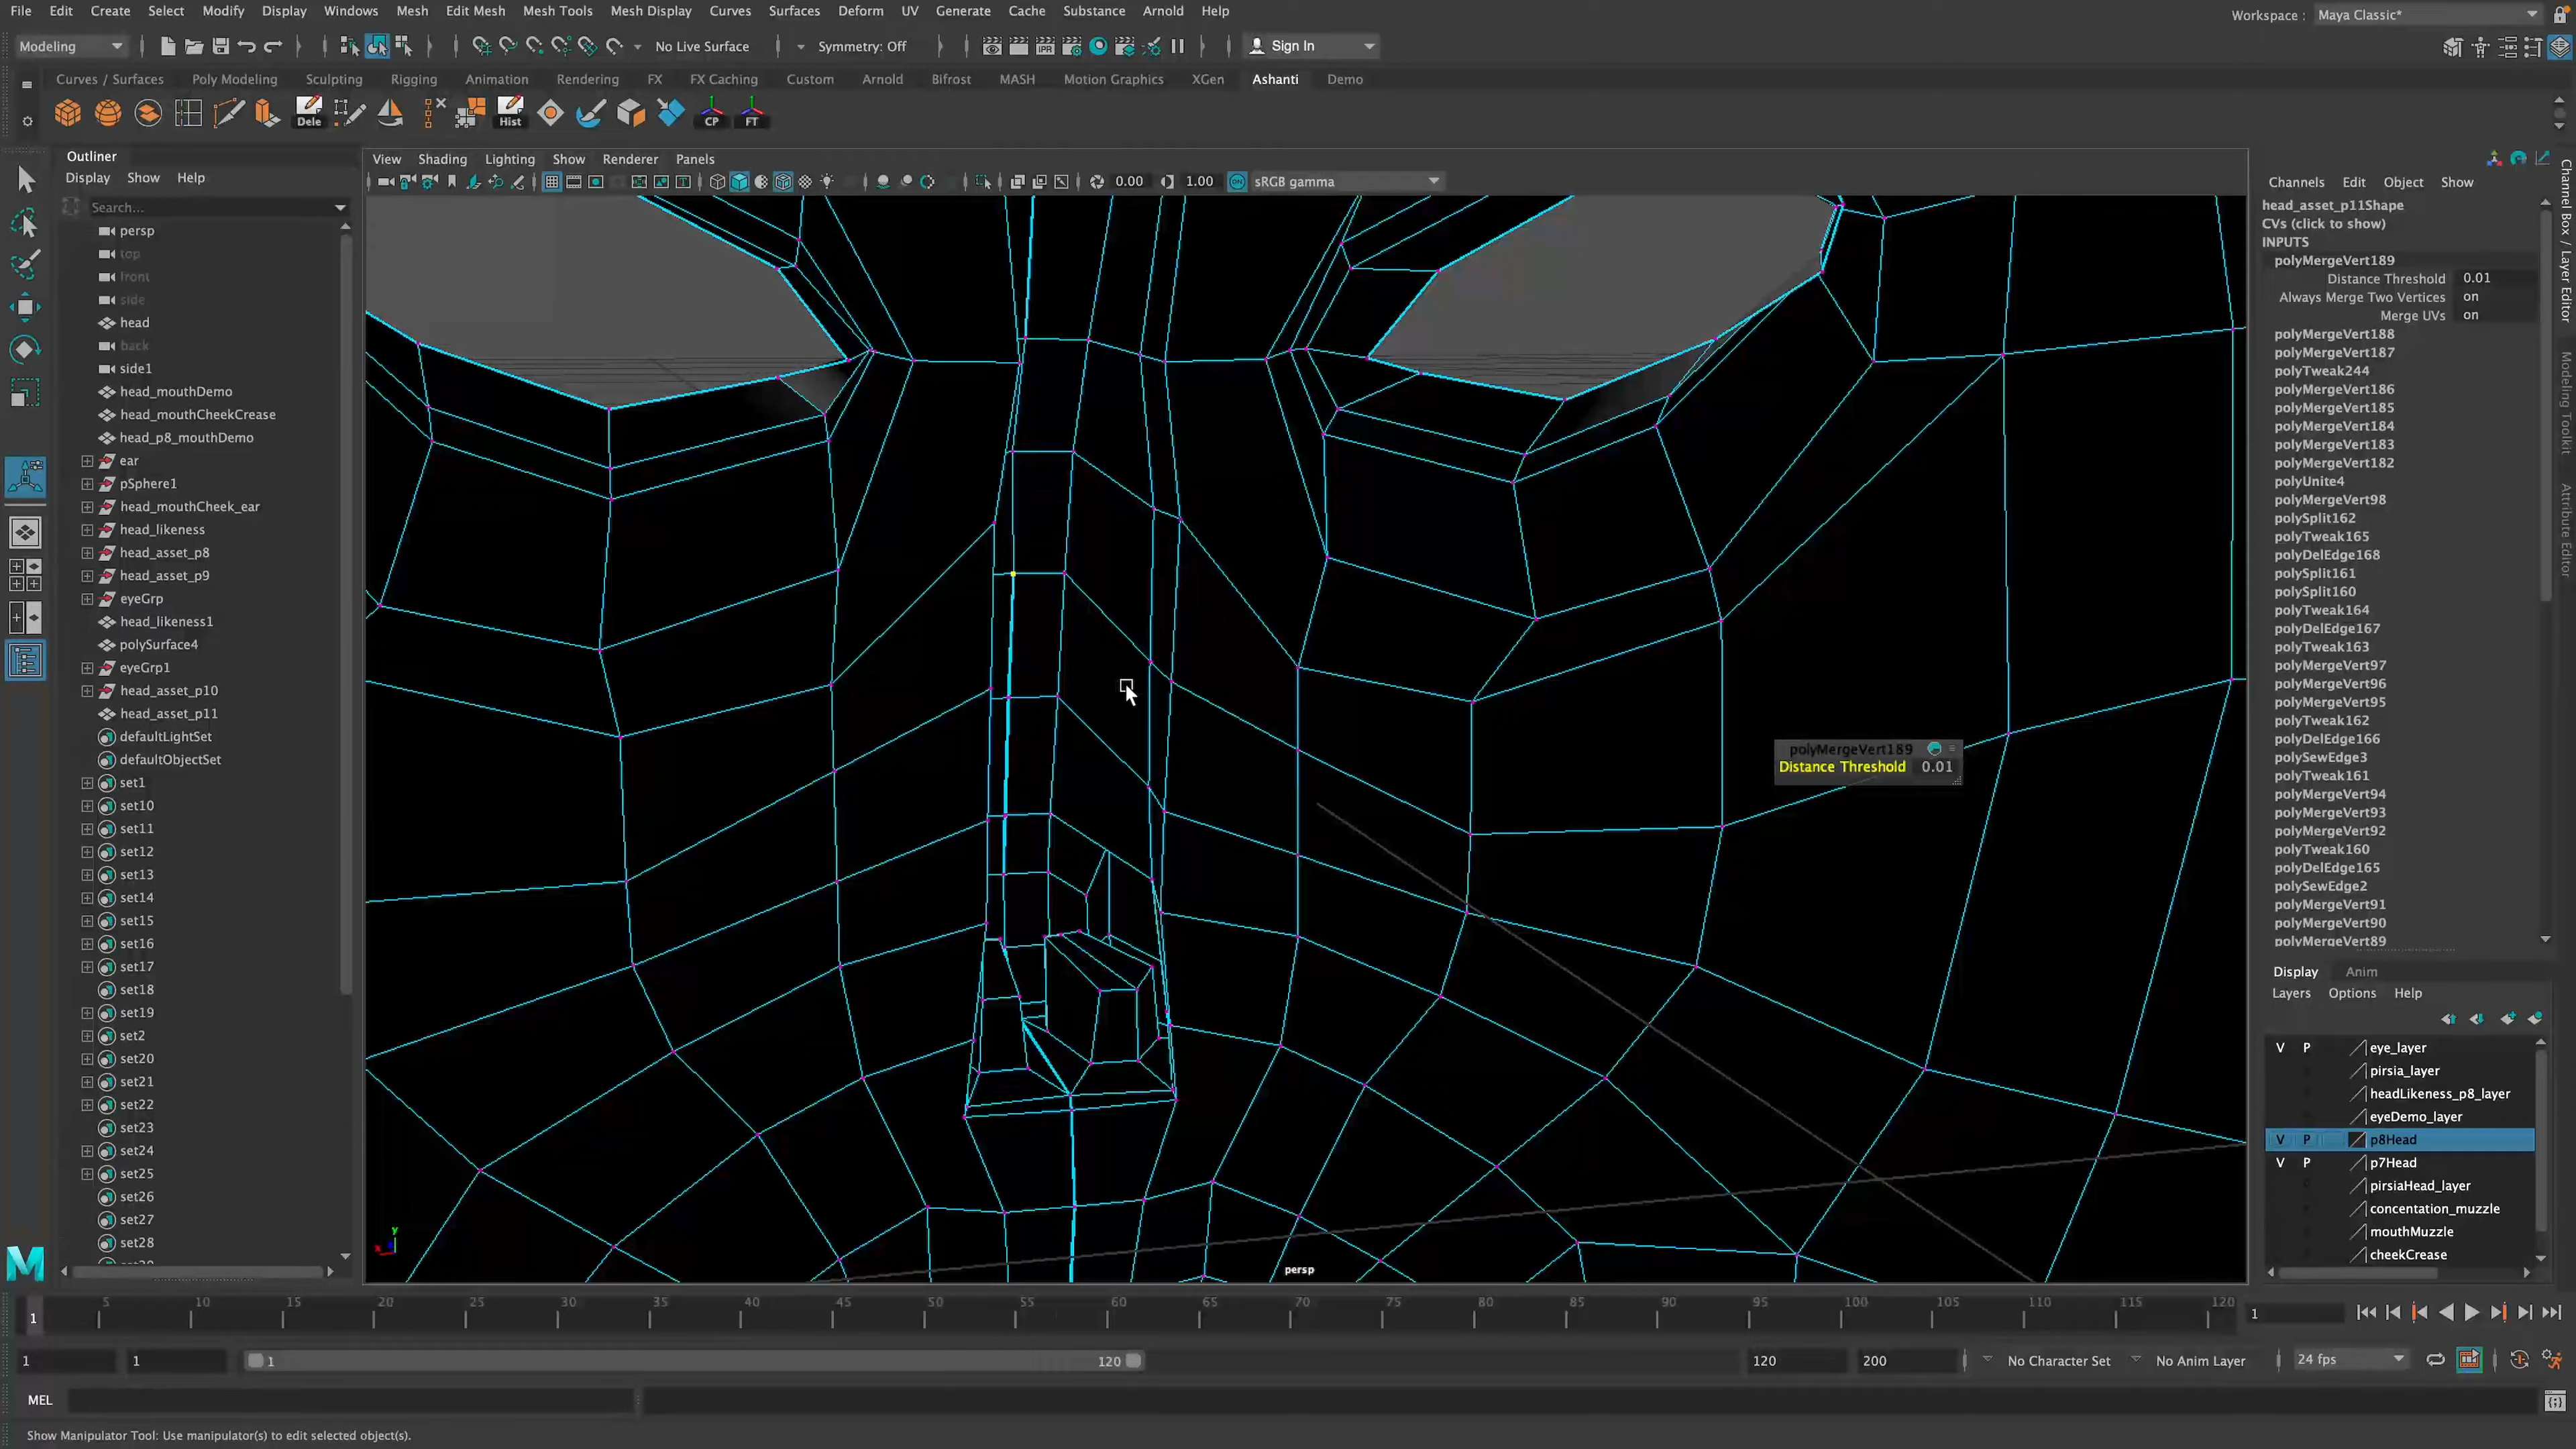 File Edit Create Select Modify Display Windows Mesh Edit Mesh Mesh Tools Mesh Display Curves Surfaces Deform UV Generate Cache Substance Arnold Help
Workspace : Maya Classic*
Modeling No Live Surface Symmetry: Off IPR Sign In
Curves / Surfaces Poly Modeling Sculpting Rigging Animation Rendering FX FX Caching Custom Arnold Bifrost MASH Motion Graphics XGen Ashanti Demo
Dele Hist CP FT
Outliner
Display Show Help
Search...
persp
top
front
side
head
back
side1
head_mouthDemo
head_mouthCheekCrease
head_p8_mouthDemo
ear
pSphere1
head_mouthCheek_ear
head_likeness
head_asset_p8
head_asset_p9
eyeGrp
head_likeness1
polySurface4
eyeGrp1
head_asset_p10
head_asset_p11
defaultLightSet
defaultObjectSet
set1
set10
set11
set12
set13
set14
set15
set16
set17
set18
set19
set2
set20
set21
set22
set23
set24
set25
set26
set27
set28
View Shading Lighting Show Renderer Panels
0.00 1.00 sRGB gamma
polyMergeVert189
Distance Threshold 0.01
y
x
persp
Channels Edit Object Show
head_asset_p11Shape
CVs (click to show)
INPUTS
polyMergeVert189
Distance Threshold 0.01
Always Merge Two Vertices on
Merge UVs on
polyMergeVert188
polyMergeVert187
polyTweak244
polyMergeVert186
polyMergeVert185
polyMergeVert184
polyMergeVert183
polyMergeVert182
polyUnite4
polyMergeVert98
polySplit162
polyTweak165
polyDelEdge168
polySplit161
polySplit160
polyTweak164
polyDelEdge167
polyTweak163
polyMergeVert97
polyMergeVert96
polyMergeVert95
polyTweak162
polyDelEdge166
polySewEdge3
polyTweak161
polyMergeVert94
polyMergeVert93
polyMergeVert92
polyTweak160
polyDelEdge165
polySewEdge2
polyMergeVert91
polyMergeVert90
polyMergeVert89
Channel Box / Layer Editor
Modeling Toolkit
Attribute Editor
Display Anim
Layers Options Help
V P eye_layer
pirsia_layer
headLikeness_p8_layer
eyeDemo_layer
V P p8Head
V P p7Head
pirsiaHead_layer
concentation_muzzle
mouthMuzzle
cheekCrease
1 5 10 15 20 25 30 35 40 45 50 55 60 65 70 75 80 85 90 95 100 105 110 115 120 1
1 1 1 120 120 200 No Character Set No Anim Layer 24 fps
MEL
Show Manipulator Tool: Use manipulator(s) to edit selected object(s).